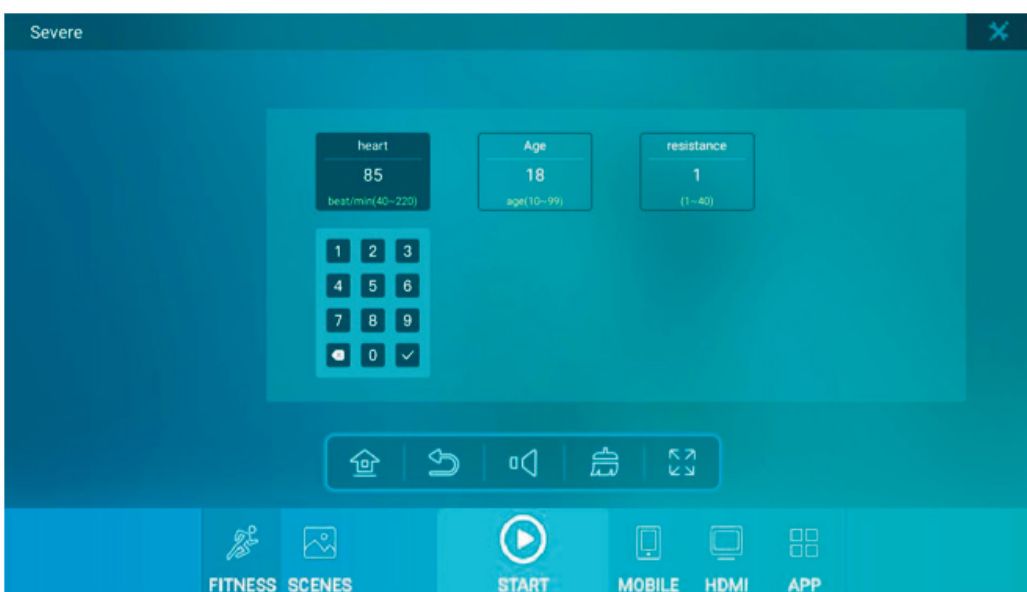 Severe
heart Age resistance
85 18 1
beat/min(40~220) age(10~99) (1~40)
1 2 3
4 5 6
7 8 9
0
FITNESS SCENES START MOBILE HDMI APP